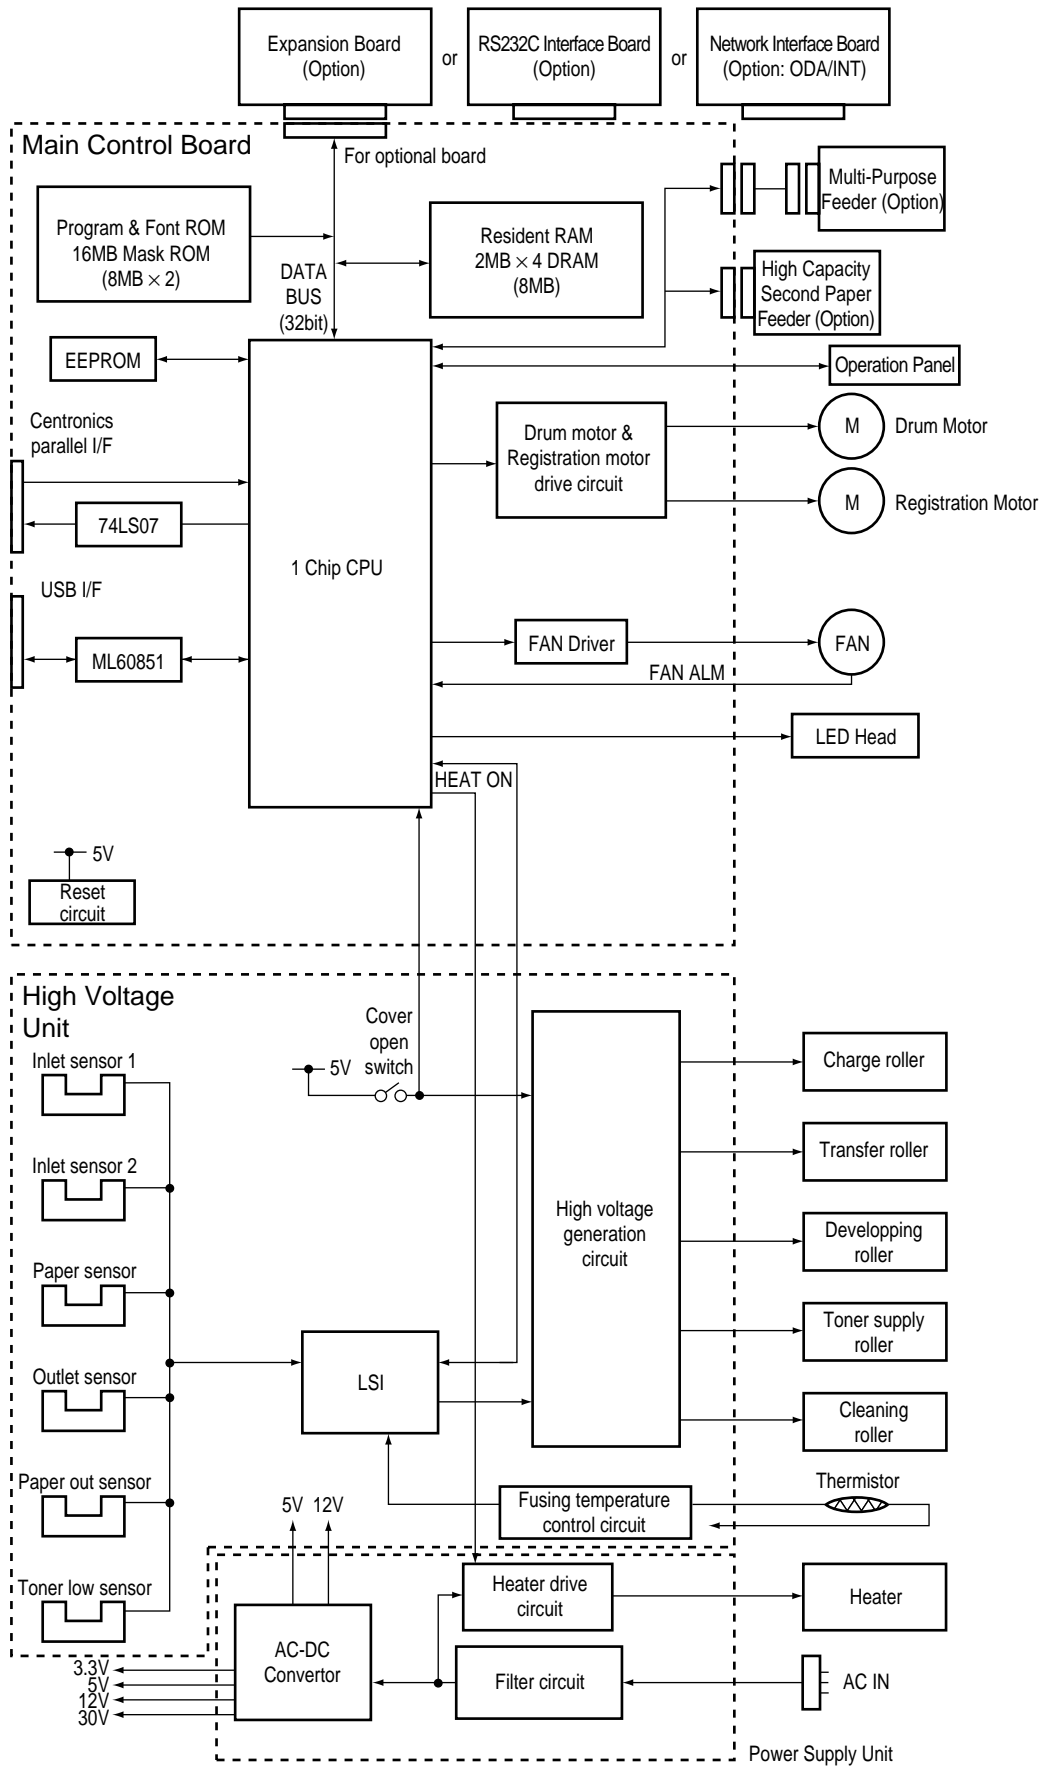 Expansion Board
(Option)
or
RS232C Interface Board
(Option)
or
Network Interface Board
(Option: ODA/INT)
Main Control Board
For optional board
Program & Font ROM
16MB Mask ROM
(8MB × 2)
DATA
BUS
(32bit)
Resident RAM
2MB × 4 DRAM
(8MB)
Multi-Purpose
Feeder (Option)
High Capacity
Second Paper
Feeder (Option)
EEPROM
Operation Panel
Centronics
parallel I/F
Drum motor &
Registration motor
drive circuit
M
Drum Motor
M
Registration Motor
74LS07
1 Chip CPU
USB I/F
ML60851
FAN Driver
FAN
FAN ALM
LED Head
HEAT ON
5V
Reset
circuit
High Voltage
Unit
Cover
open
switch
5V
Inlet sensor 1
Charge roller
Inlet sensor 2
Transfer roller
High voltage
generation
circuit
Developping
roller
Paper sensor
Toner supply
roller
Outlet sensor
LSI
Cleaning
roller
Paper out sensor
Thermistor
5V
12V
Fusing temperature
control circuit
Toner low sensor
Heater drive
circuit
Heater
AC-DC
Convertor
Filter circuit
AC IN
3.3V
5V
12V
30V
Power Supply Unit